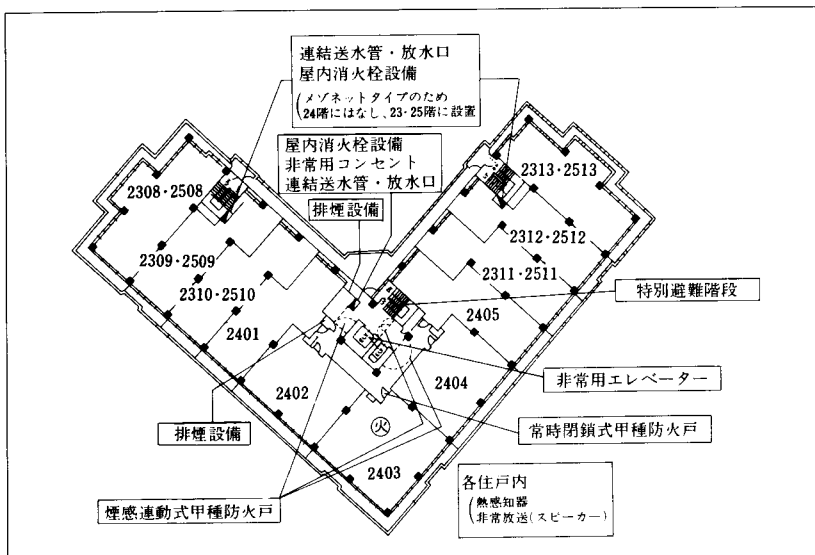 連結送水管・放水口
屋内消火栓設備
(メゾネットタイプのため
24階にはなし、23・25階に設置
屋内消火栓設備
非常用コンセント
連結送水管・放水口
排煙設備
2308・2508
2309・2509
2310・2510
2401
2402
2403
2404
2405
2311・2511
2312・2512
2313・2513
火
特別避難階段
非常用エレベーター
常時閉鎖式甲種防火戸
排煙設備
煙感連動式甲種防火戸
各住戸内
(熱感知器
非常放送(スピーカー)